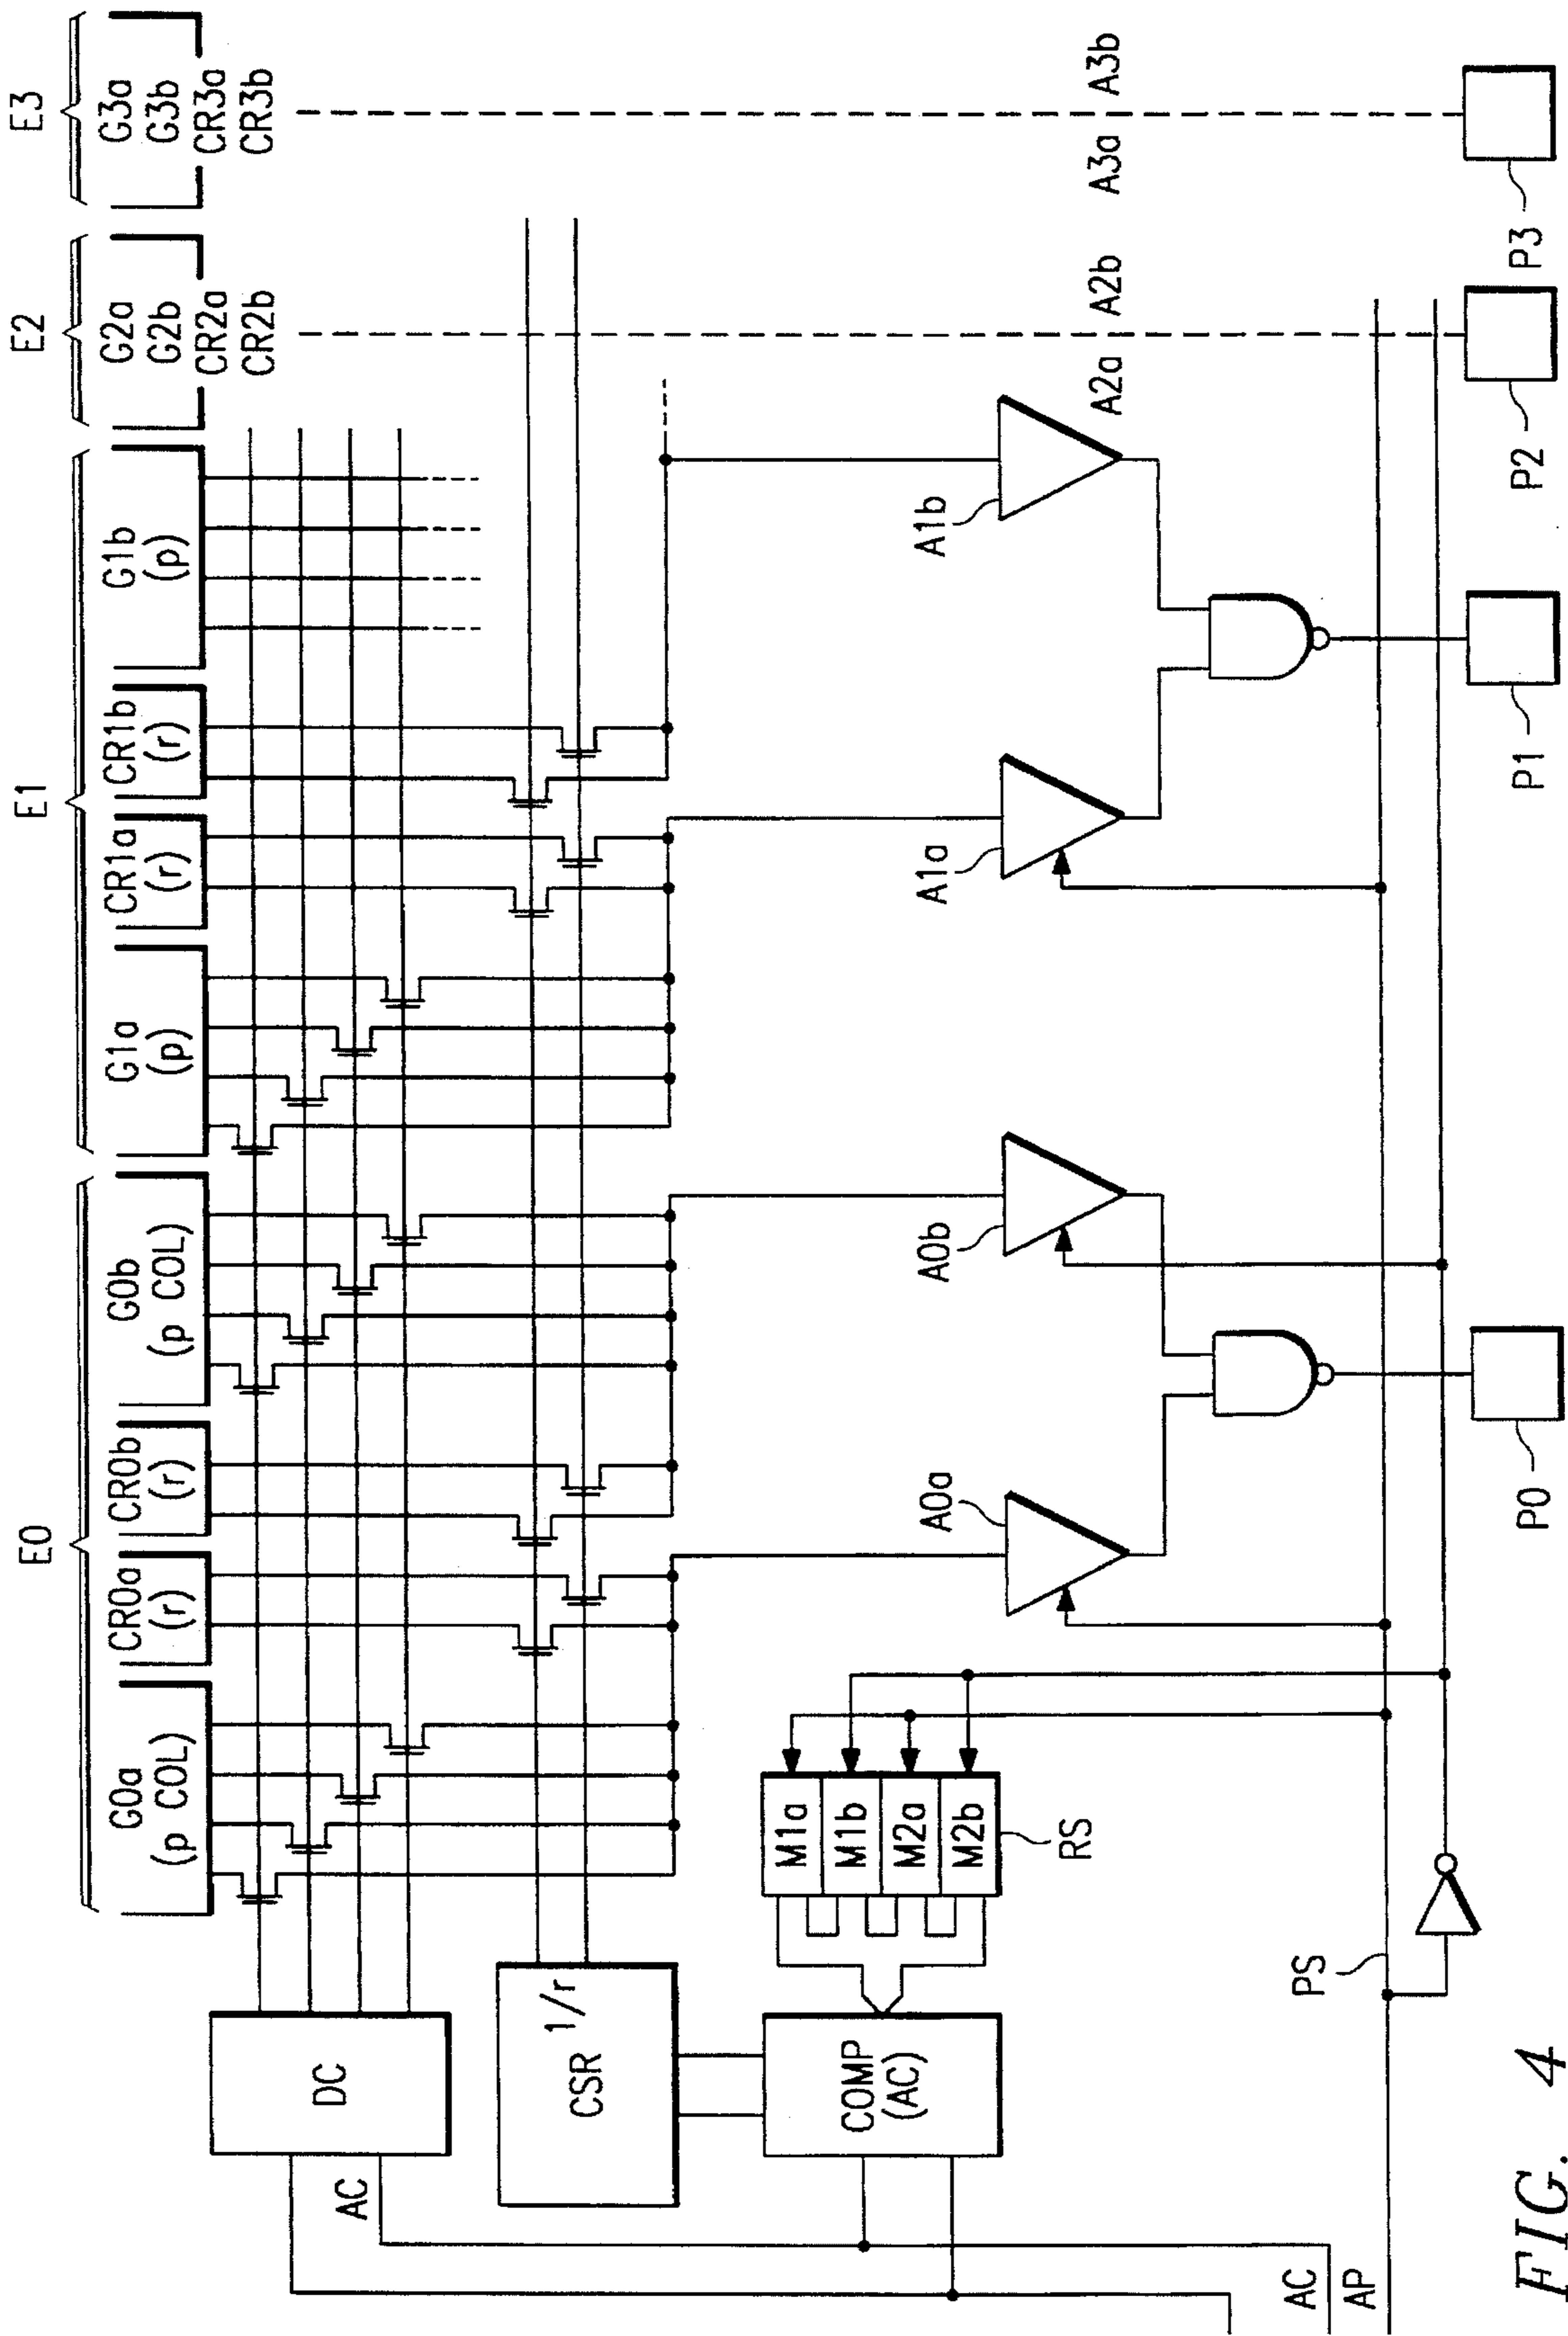 E0
E1
E2
E3
G0a
(p COL)
CR0a
(r)
CR0b
(r)
G0b
(p COL)
G1a
(p)
CR1a
(r)
CR1b
(r)
G1b
(p)
G2a
G2b
CR2a
CR2b
G3a
G3b
CR3a
CR3b
DC
AC
CSR
1/r
COMP
(AC)
M1a
M1b
M2a
M2b
RS
A0a
A0b
A1a
A1b
A2a
A2b
A3a
A3b
AC
AP
PS
P0
P1
P2
P3
FIG. 4